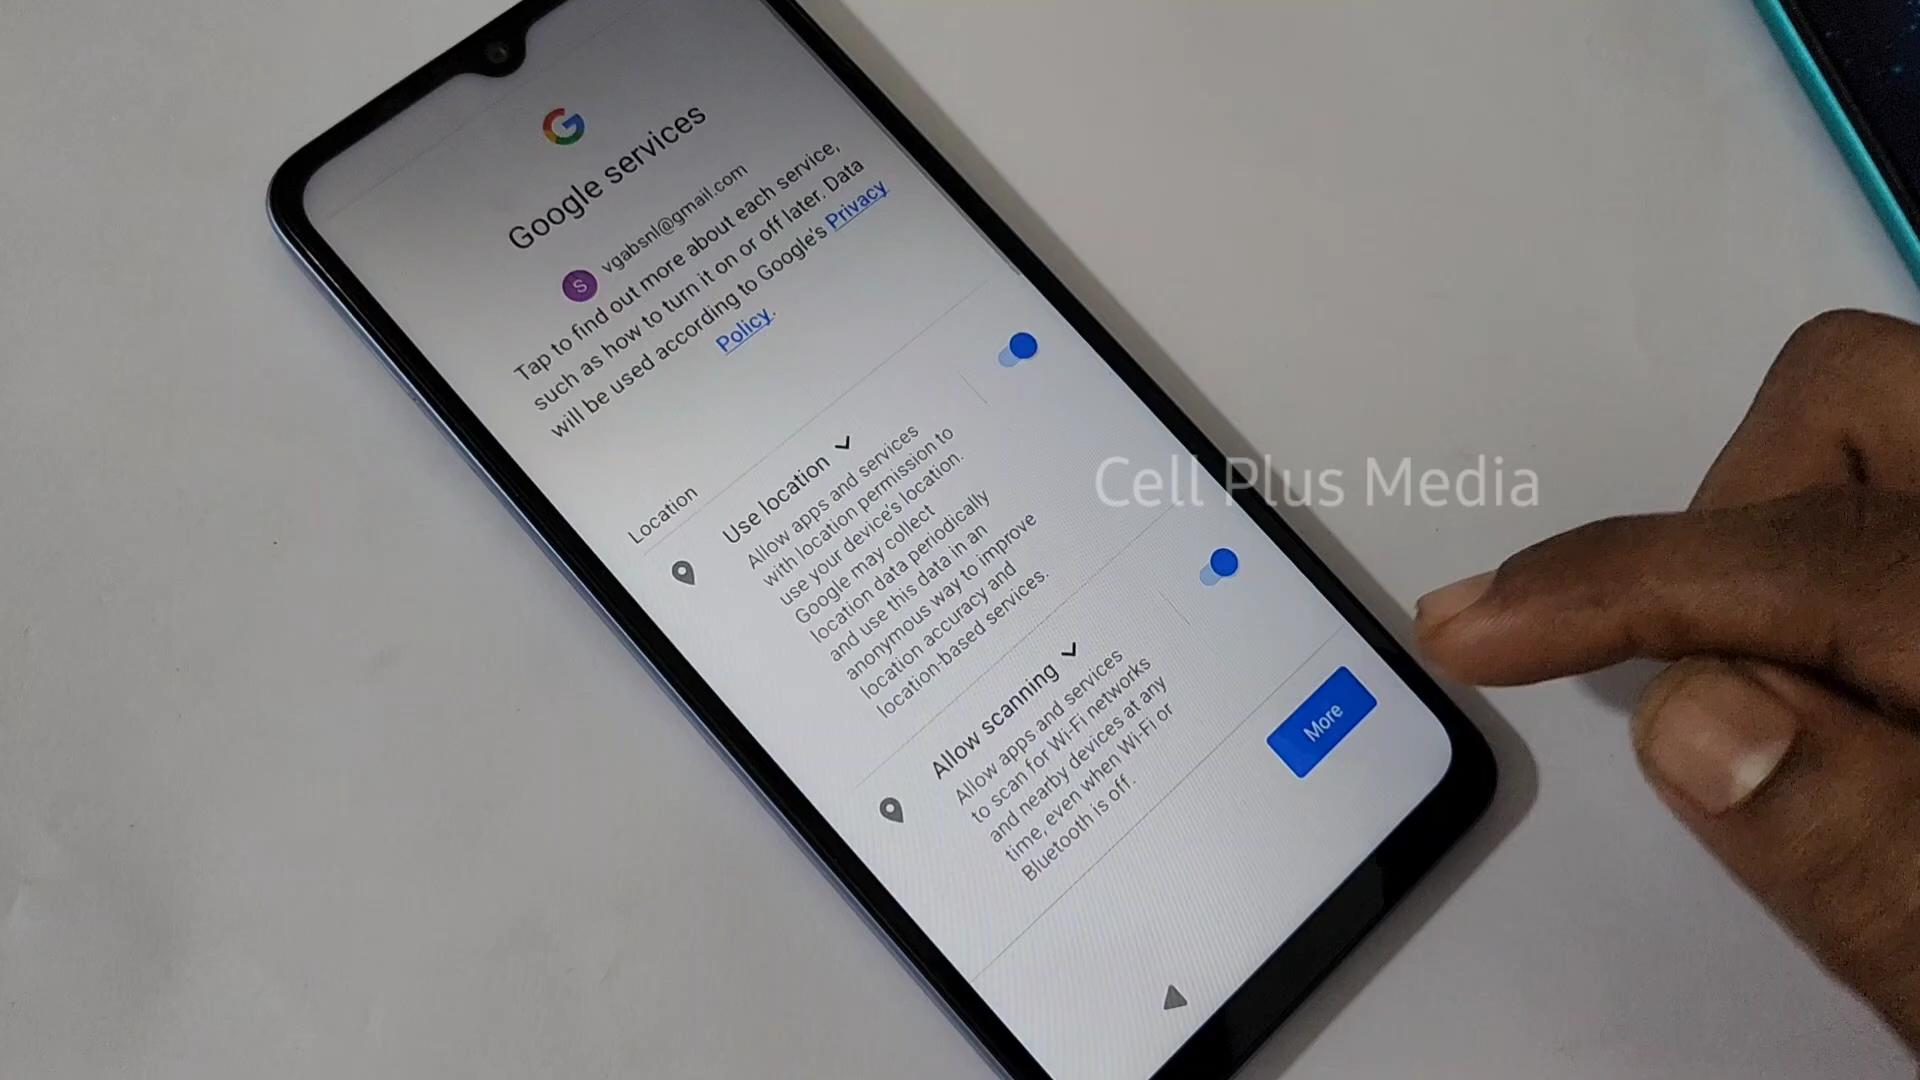 Google services
S vgabsnl@gmail.com
Tap to find out more about each service,
such as how to turn it on or off later. Data
will be used according to Google's Privacy
Policy.
Location
Use location
Allow apps and services
with location permission to
use your device's location.
Google may collect
location data periodically
and use this data in an
anonymous way to improve
location accuracy and
location-based services.
Allow scanning
Allow apps and services
to scan for Wi-Fi networks
and nearby devices at any
time, even when Wi-Fi or
Bluetooth is off.
More
Cell Plus Media